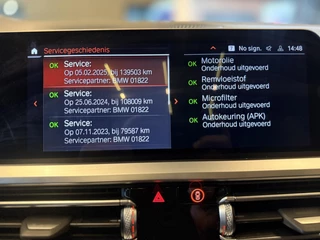 Servicegeschiedenis
No sign.
14:48
OK Service:
Op 05.02.2025, bij 139503 km
Servicepartner: BMW 01822
OK Service:
Op 25.06.2024, bij 108009 km
Servicepartner: BMW 01822
OK Service:
Op 07.11.2023, bij 79587 km
Servicepartner: BMW 01822
OK Motorolie
Onderhoud uitgevoerd
OK Remvloeistof
Onderhoud uitgevoerd
OK Microfilter
Onderhoud uitgevoerd
OK Autokeuring (APK)
Onderhoud uitgevoerd